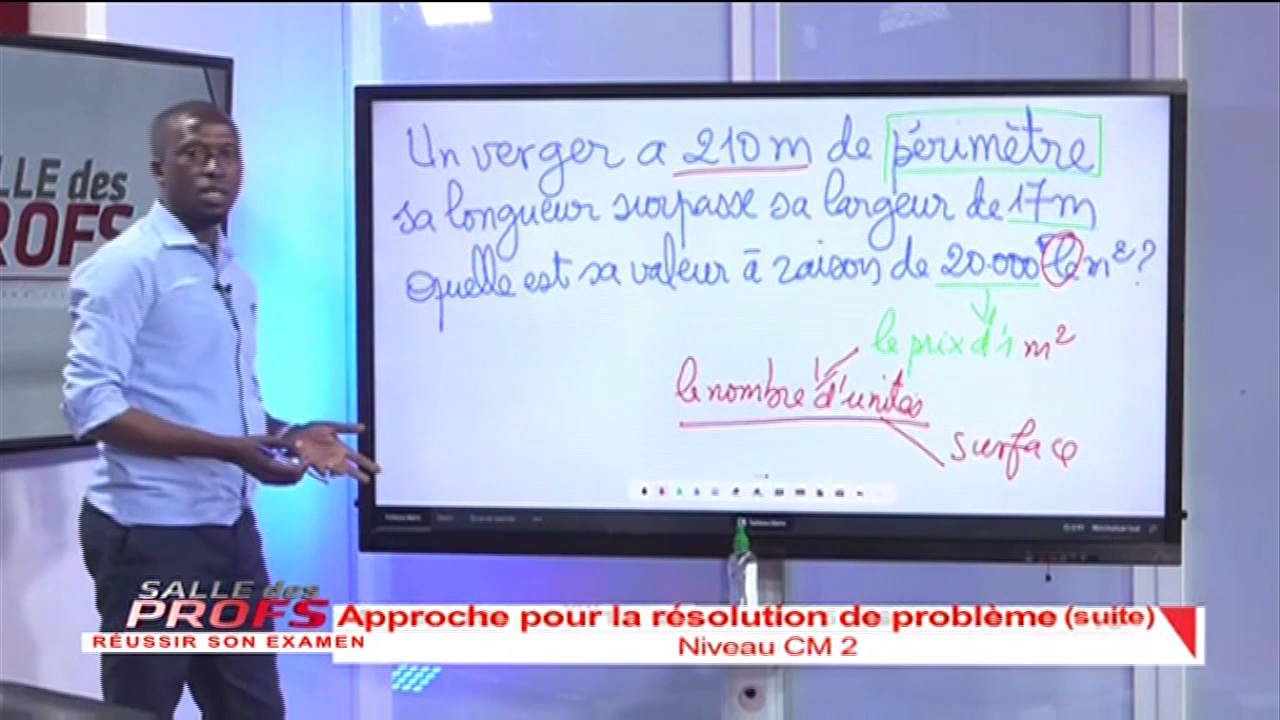 LLE des
ROFS
Un verger a 210 m de périmètre
sa longueur surpasse sa largeur de 17m
Quelle est sa valeur à raison de 20.000 le m² ?
le prix d'1 m²
le nombre d'unités
surface
SALLE des
PROFS
RÉUSSIR SON EXAMEN
Approche pour la résolution de problème (suite)
Niveau CM 2